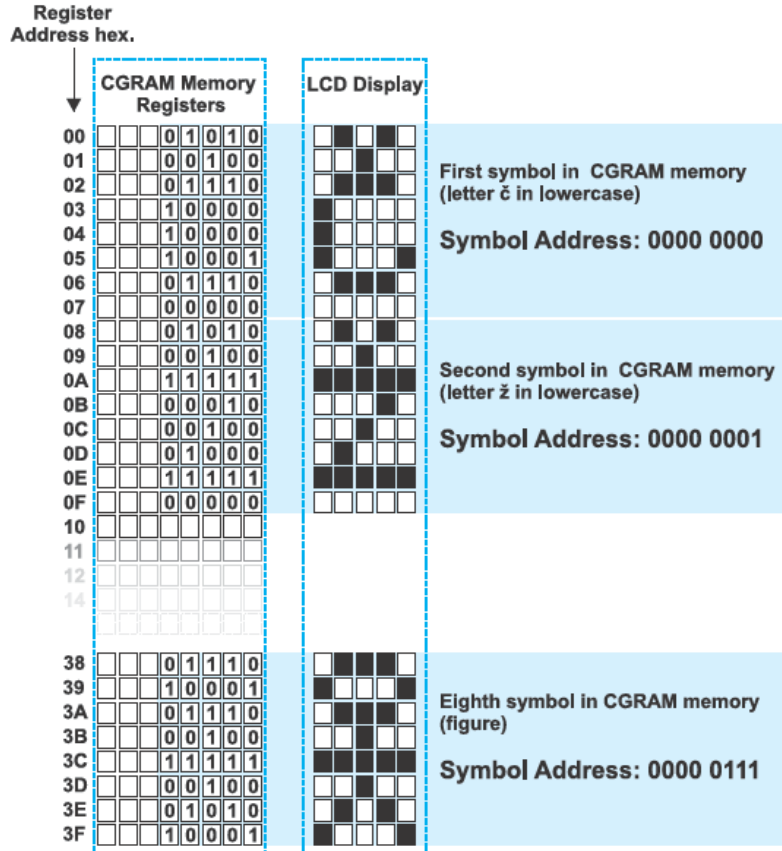 Register
Address hex.
CGRAM Memory
Registers
LCD Display
00 0 1 0 1 0
01 0 0 1 0 0
02 0 1 1 1 0
03 1 0 0 0 0
04 1 0 0 0 0
05 1 0 0 0 1
06 0 1 1 1 0
07 0 0 0 0 0
First symbol in CGRAM memory
(letter č in lowercase)
Symbol Address: 0000 0000
08 0 1 0 1 0
09 0 0 1 0 0
0A 1 1 1 1 1
0B 0 0 0 1 0
0C 0 0 1 0 0
0D 0 1 0 0 0
0E 1 1 1 1 1
0F 0 0 0 0 0
Second symbol in CGRAM memory
(letter ž in lowercase)
Symbol Address: 0000 0001
10
11
12
14
38 0 1 1 1 0
39 1 0 0 0 1
3A 0 1 1 1 0
3B 0 0 1 0 0
3C 1 1 1 1 1
3D 0 0 1 0 0
3E 0 1 0 1 0
3F 1 0 0 0 1
Eighth symbol in CGRAM memory
(figure)
Symbol Address: 0000 0111